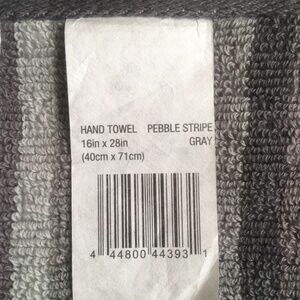 HAND TOWEL PEBBLE STRIPE
16in x 28in GRAY
(40cm x 71cm)
4 44800 44393 1